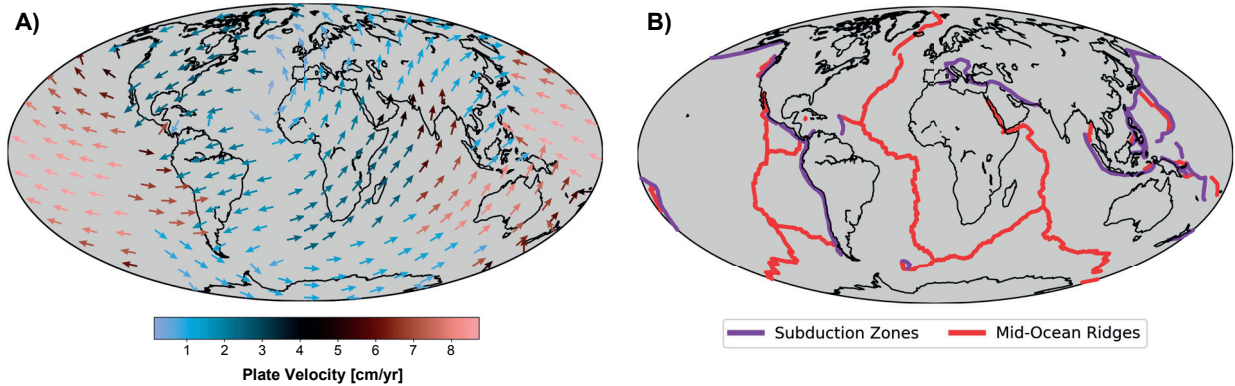 A)
B)
1 2 3 4 5 6 7 8
Plate Velocity [cm/yr]
Subduction Zones Mid-Ocean Ridges